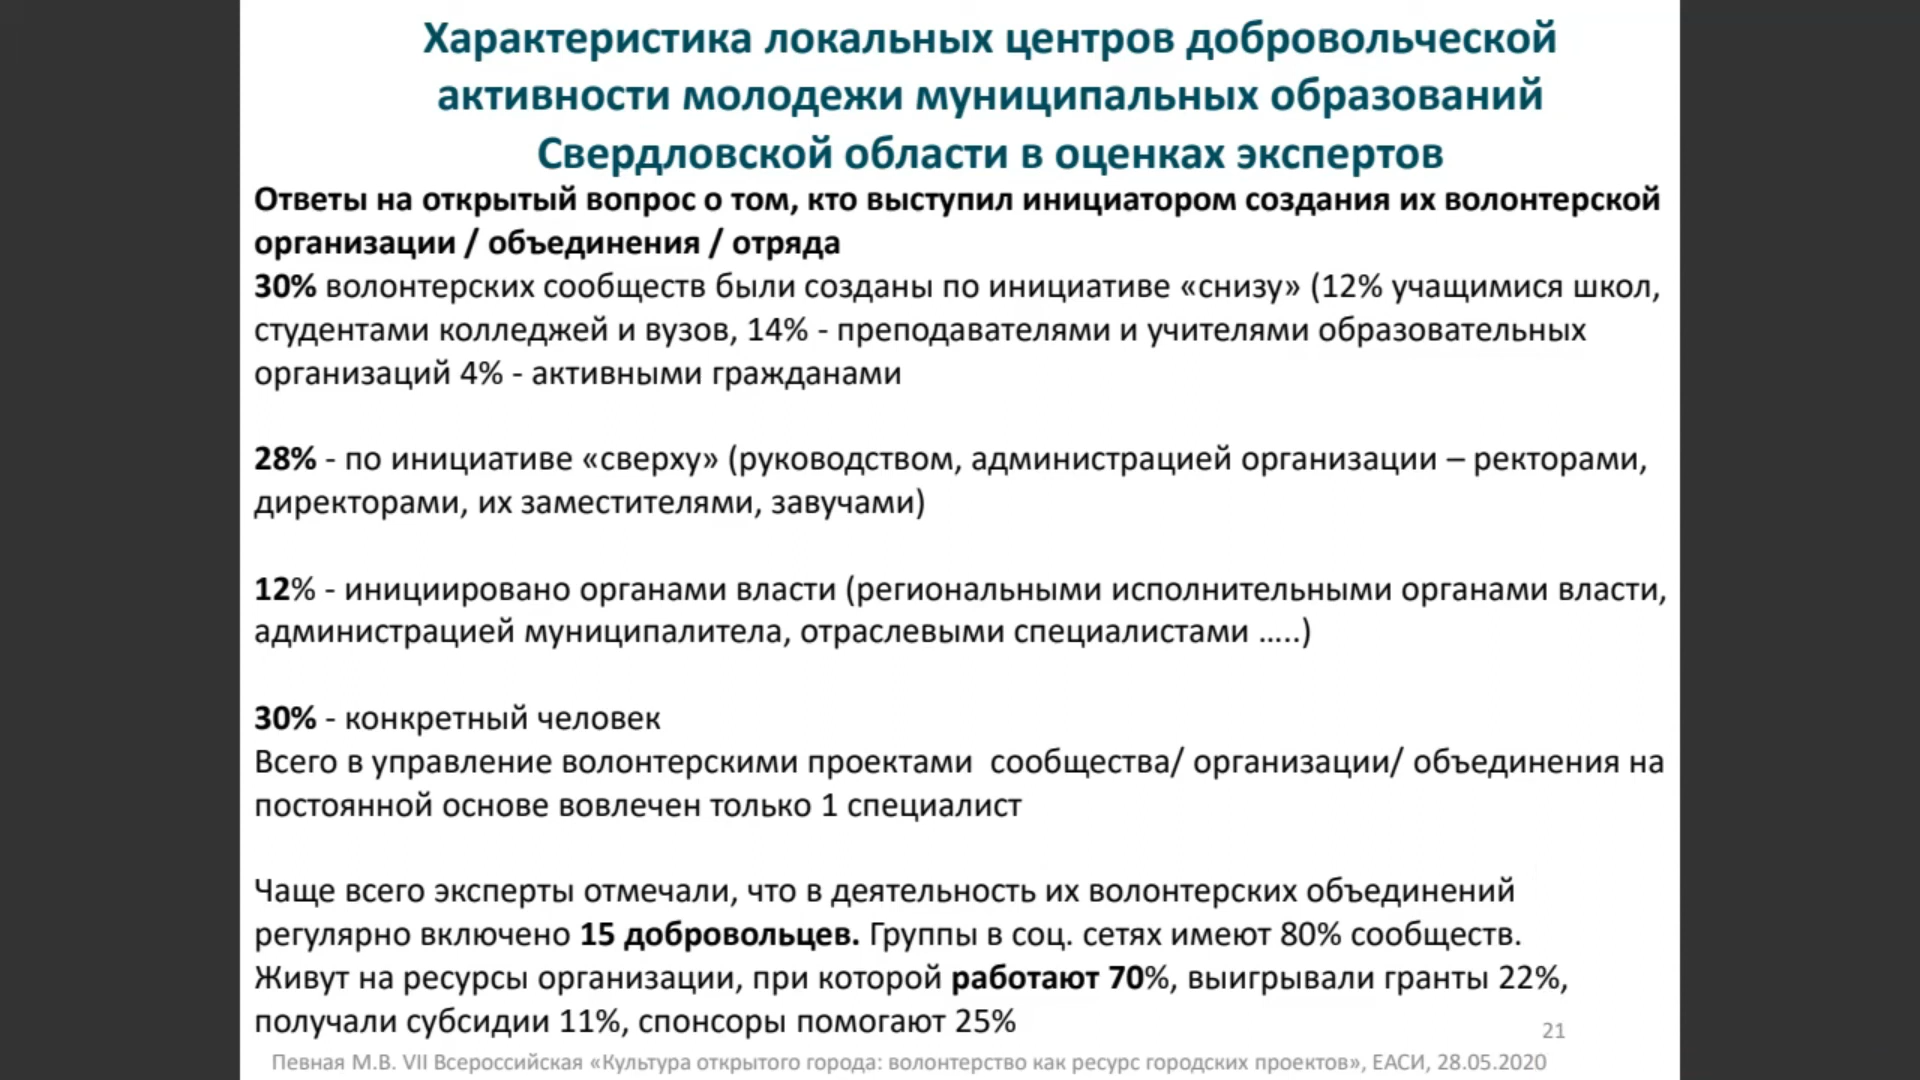 Характеристика локальных центров добровольческой
активности молодежи муниципальных образований
Свердловской области в оценках экспертов
Ответы на открытый вопрос о том, кто выступил инициатором создания их волонтерской
организации / объединения / отряда
30% волонтерских сообществ были созданы по инициативе «снизу» (12% учащимися школ,
студентами колледжей и вузов, 14% - преподавателями и учителями образовательных
организаций 4% - активными гражданами
28% - по инициативе «сверху» (руководством, администрацией организации – ректорами,
директорами, их заместителями, завучами)
12% - инициировано органами власти (региональными исполнительными органами власти,
администрацией муниципалитела, отраслевыми специалистами …..)
30% - конкретный человек
Всего в управление волонтерскими проектами  сообщества/ организации/ объединения на
постоянной основе вовлечен только 1 специалист
Чаще всего эксперты отмечали, что в деятельность их волонтерских объединений
регулярно включено 15 добровольцев. Группы в соц. сетях имеют 80% сообществ.
Живут на ресурсы организации, при которой работают 70%, выигрывали гранты 22%,
получали субсидии 11%, спонсоры помогают 25%
21
Певная М.В. VII Всероссийская «Культура открытого города: волонтерство как ресурс городских проектов», ЕАСИ, 28.05.2020